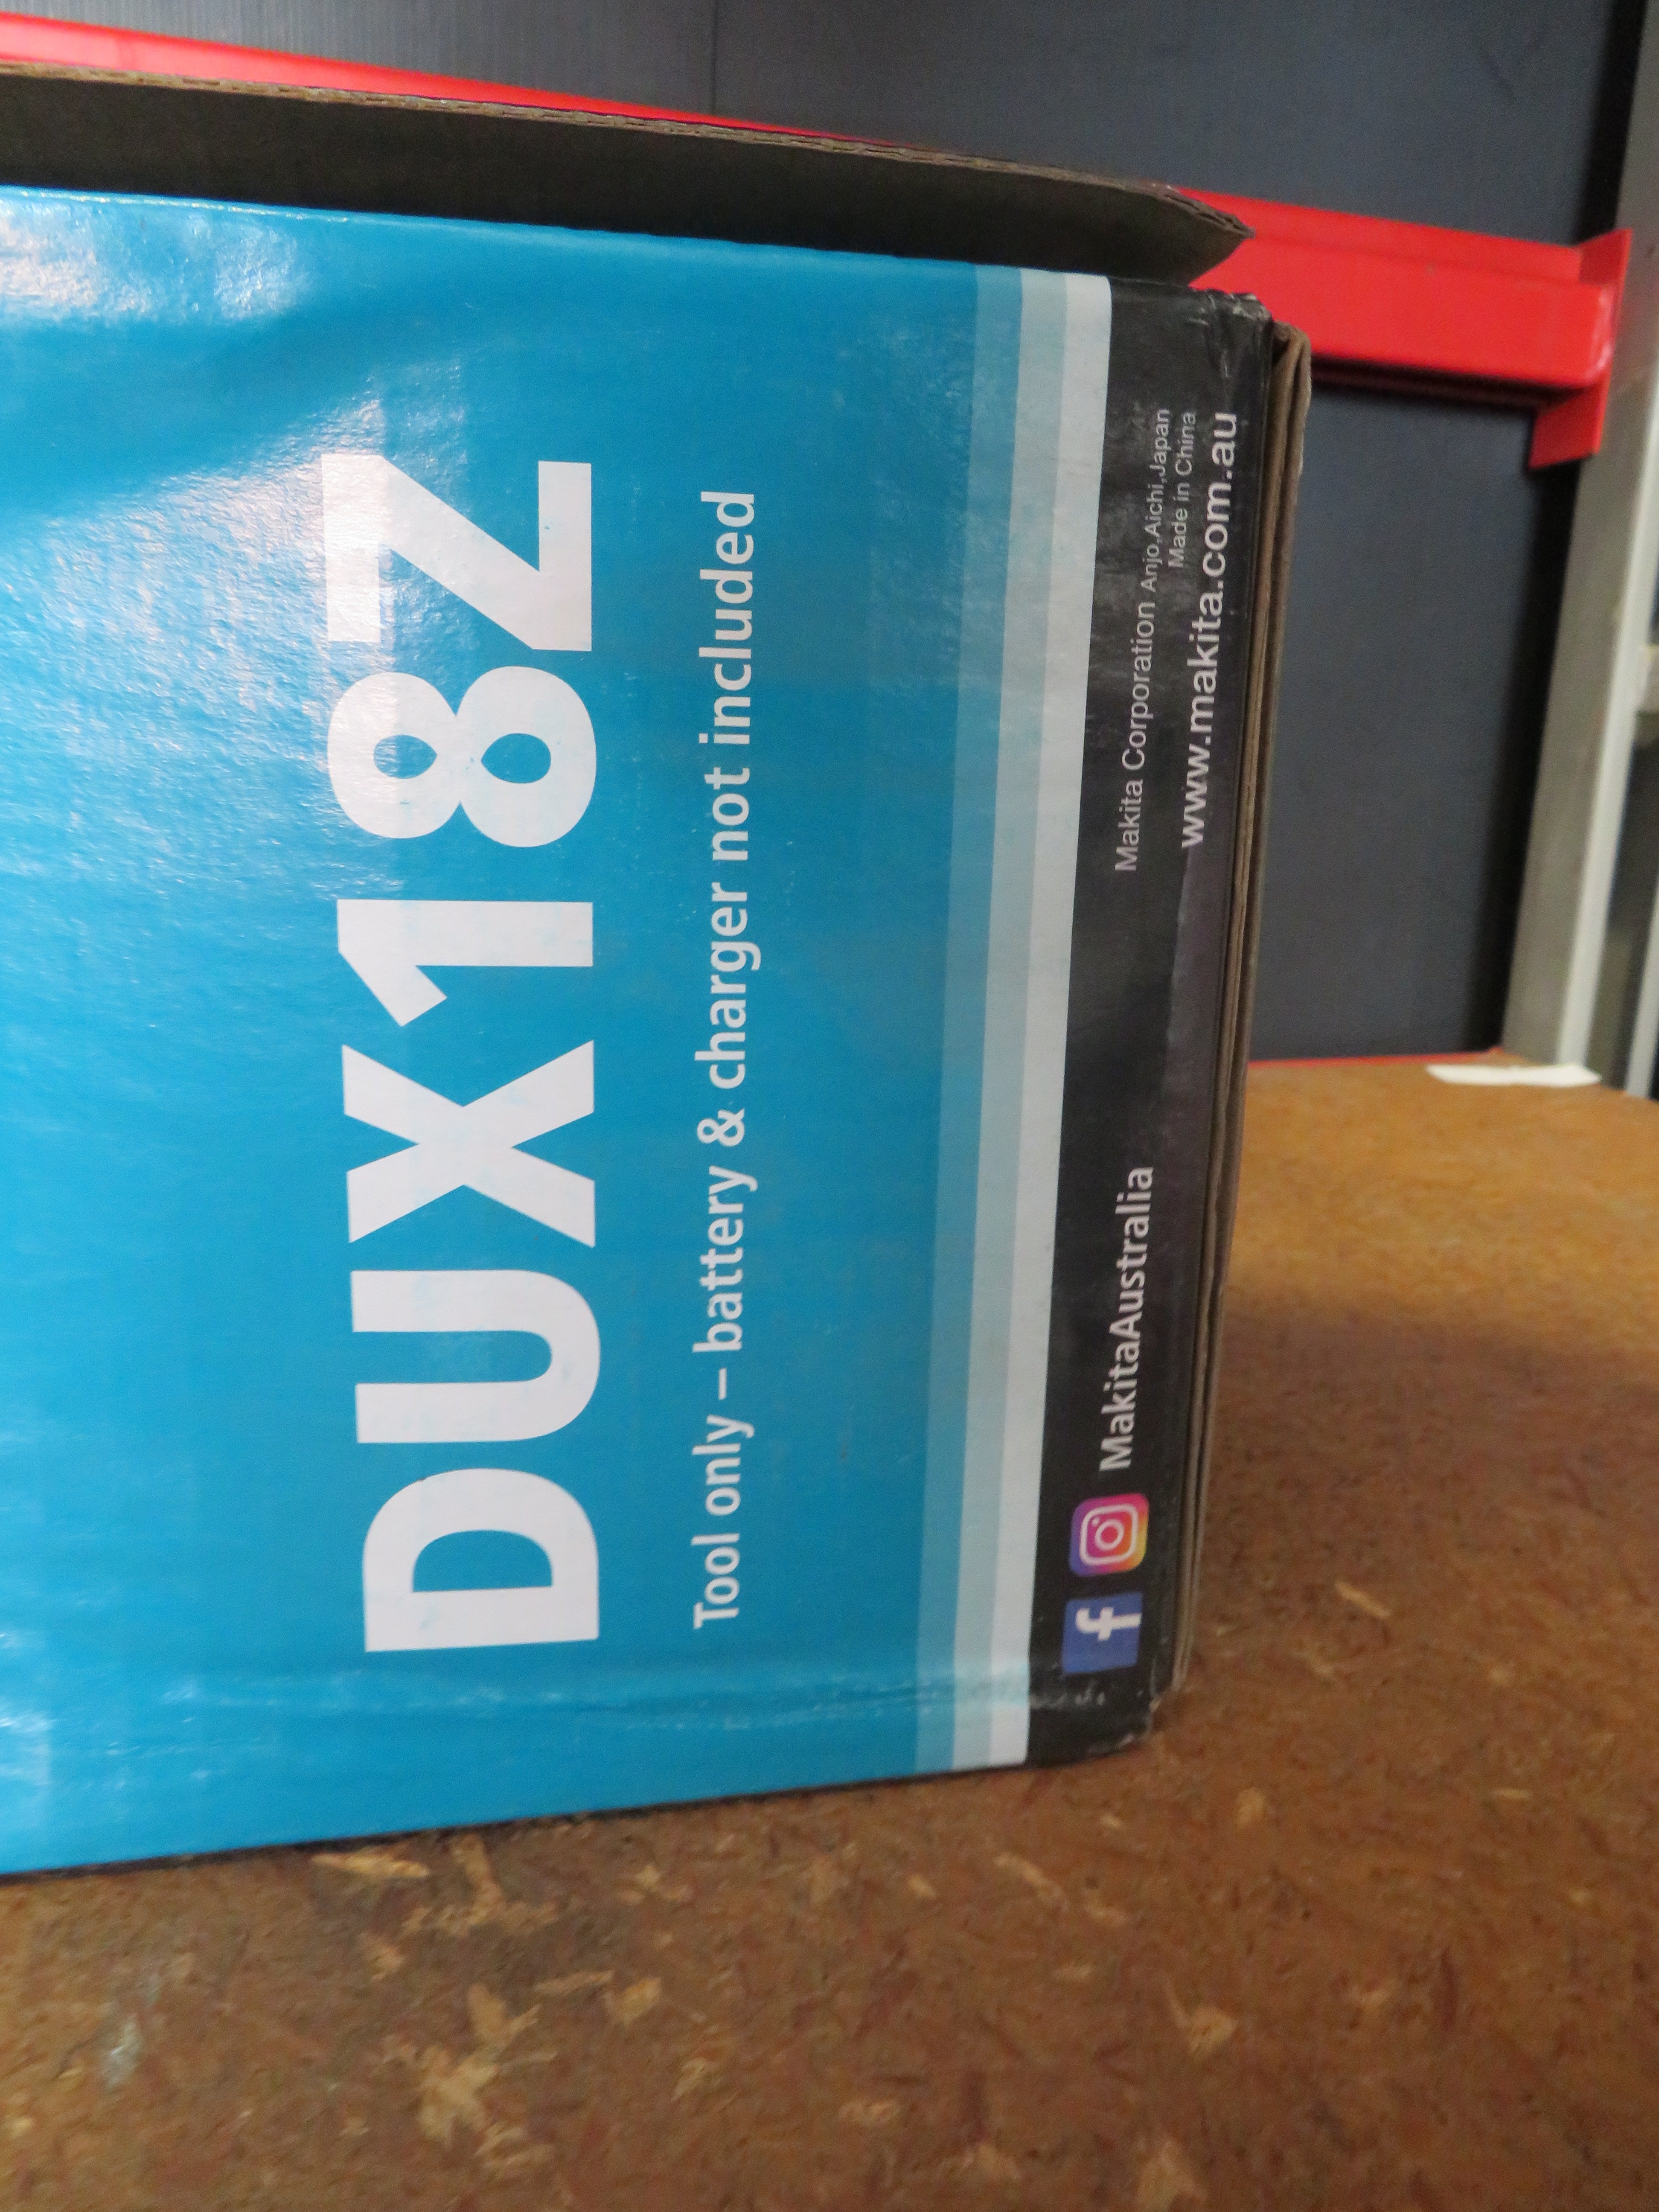 DUX18Z
Tool only – battery & charger not included
MakitaAustralia
Makita Corporation Anjo,Aichi,Japan
Made in China
www.makita.com.au